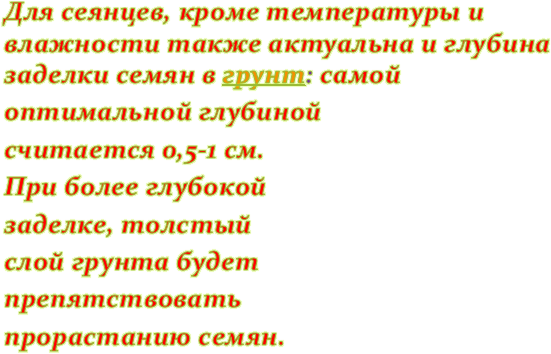 Для сеянцев, кроме температуры и
влажности также актуальна и глубина
заделки семян в грунт: самой
оптимальной глубиной
считается 0,5-1 см.
При более глубокой
заделке, толстый
слой грунта будет
препятствовать
прорастанию семян.